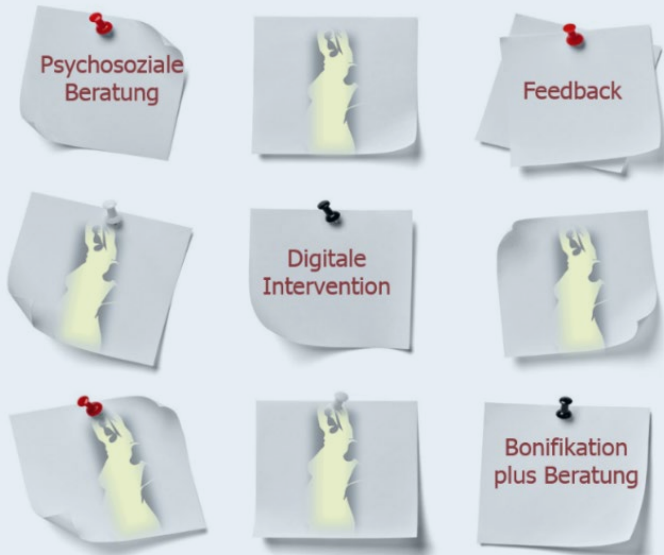 Psychosoziale
Beratung
Feedback
Digitale
Intervention
Bonifikation
plus Beratung